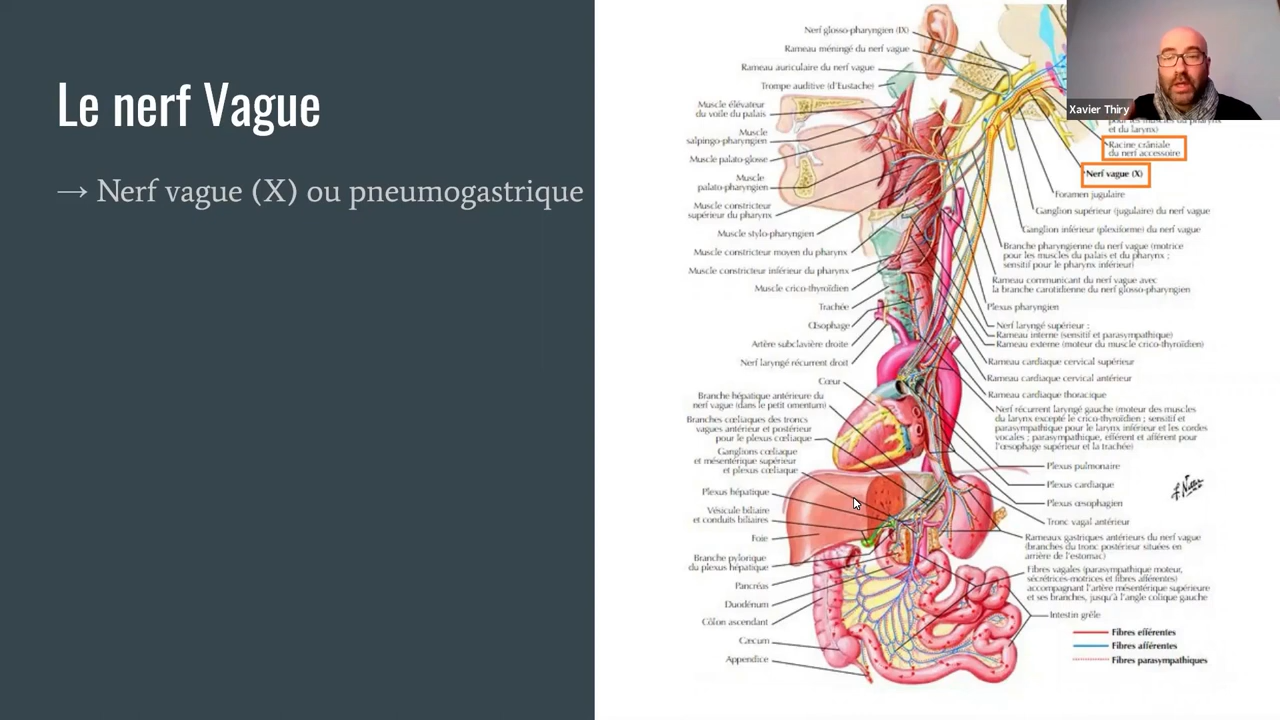 Le nerf Vague
→ Nerf vague (X) ou pneumogastrique
Nerf glosso-pharyngien (IX)
Rameau méningé du nerf vague
Rameau auriculaire du nerf vague
Trompe auditive (d'Eustache)
Muscle élévateur
du voile du palais
Muscle
salpingo-pharyngien
Muscle palato-glosse
Muscle
palato-pharyngien
Muscle constricteur
supérieur du pharynx
Muscle stylo-pharyngien
Muscle constricteur moyen du pharynx
Muscle constricteur inférieur du pharynx
Muscle crico-thyroïdien
Trachée
Œsophage
Artère subclavière droite
Nerf laryngé récurrent droit
Cœur
Branche hépatique antérieure du
nerf vague (dans le petit omentum)
Branches cœliaques des troncs
vagues antérieur et postérieur
pour le plexus cœliaque
Ganglions cœliaque
et mésentérique supérieur
et plexus cœliaque
Plexus hépatique
Vésicule biliaire
et conduits biliaires
Foie
Branche pylorique
du plexus hépatique
Pancréas
Duodénum
Côlon ascendant
Cæcum
Appendice
Xavier Thiry
pour les muscles du pharynx
et du larynx)
Racine crâniale
du nerf accessoire
Nerf vague (X)
Foramen jugulaire
Ganglion supérieur (jugulaire) du nerf vague
Ganglion inférieur (plexiforme) du nerf vague
Branche pharyngienne du nerf vague (motrice
pour les muscles du palais et du pharynx ;
sensitif pour le pharynx inférieur)
Rameau communicant du nerf vague avec
la branche carotidienne du nerf glosso-pharyngien
Plexus pharyngien
Nerf laryngé supérieur :
Rameau interne (sensitif et parasympathique)
Rameau externe (moteur du muscle crico-thyroïdien)
Rameau cardiaque cervical supérieur
Rameau cardiaque cervical antérieur
Rameau cardiaque thoracique
Nerf récurrent laryngé gauche (moteur des muscles
du larynx excepté le crico-thyroïdien ; sensitif et
parasympathique pour le larynx inférieur et les cordes
vocales ; parasympathique, efférent et afférent pour
l'œsophage supérieur et la trachée)
Plexus pulmonaire
Plexus cardiaque
Plexus œsophagien
Tronc vagal antérieur
Rameaux gastriques antérieurs du nerf vague
(branches du tronc postérieur situées en
arrière de l'estomac)
Fibres vagales (parasympathique moteur,
sécrétrices-motrices et fibres afférentes)
accompagnant l'artère mésentérique supérieure
et ses branches, jusqu'à l'angle colique gauche
Intestin grêle
Fibres efférentes
Fibres afférentes
Fibres parasympathiques